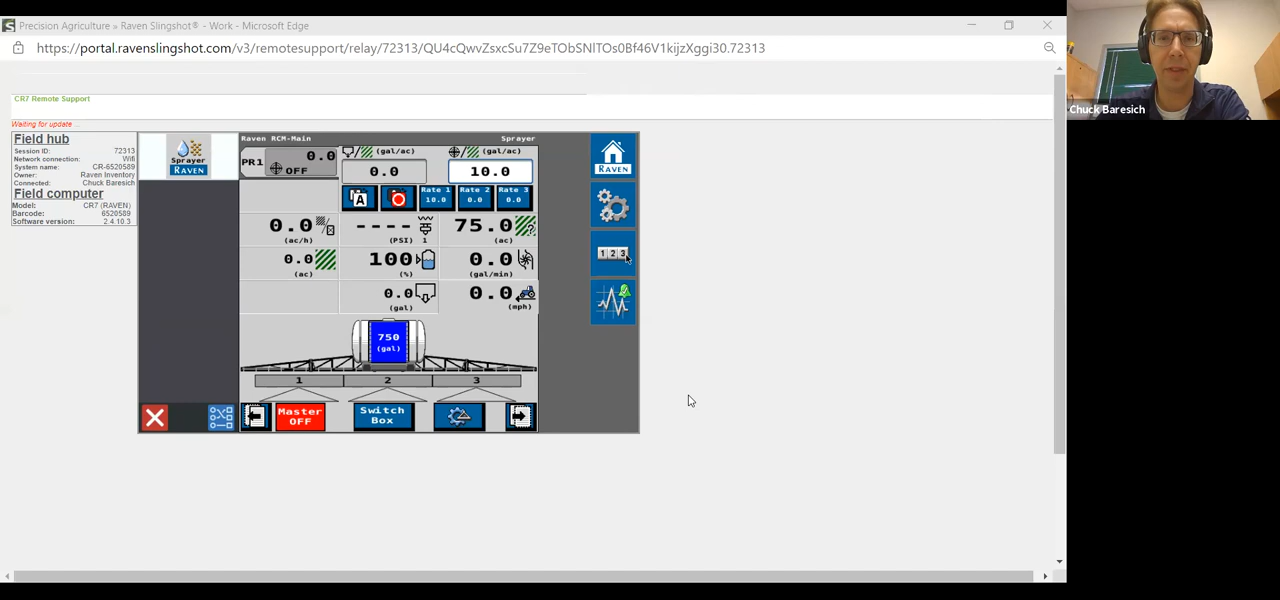 Precision Agriculture » Raven Slingshot® - Work - Microsoft Edge
https://portal.ravenslingshot.com/v3/remotesupport/relay/72313/QU4cQwvZsxcSu7Z9eTObSNlTOs0Bf46V1kijzXggi30.72313
CR7 Remote Support
Waiting for update ...
Field hub
Session ID: 72313
Network connection: Wifi
System name: CR-6520589
Owner: Raven Inventory
Connected: Chuck Baresich
Field computer
Model: CR7 (RAVEN)
Barcode: 6520589
Software version: 2.4.10.3
Sprayer
RAVEN
Raven RCM-Main Sprayer
PR1 0.0 OFF
(gal/ac) (gal/ac)
0.0 10.0
A Rate 1 10.0 Rate 2 0.0 Rate 3 0.0
0.0 (ac/h) ---- (PSI) 1 75.0 (ac)
0.0 (ac) 100 (%) 0.0 (gal/min)
0.0 (gal) 0.0 (mph)
750 (gal)
1 2 3
Master OFF Switch Box
RAVEN
1 2 3
Chuck Baresich